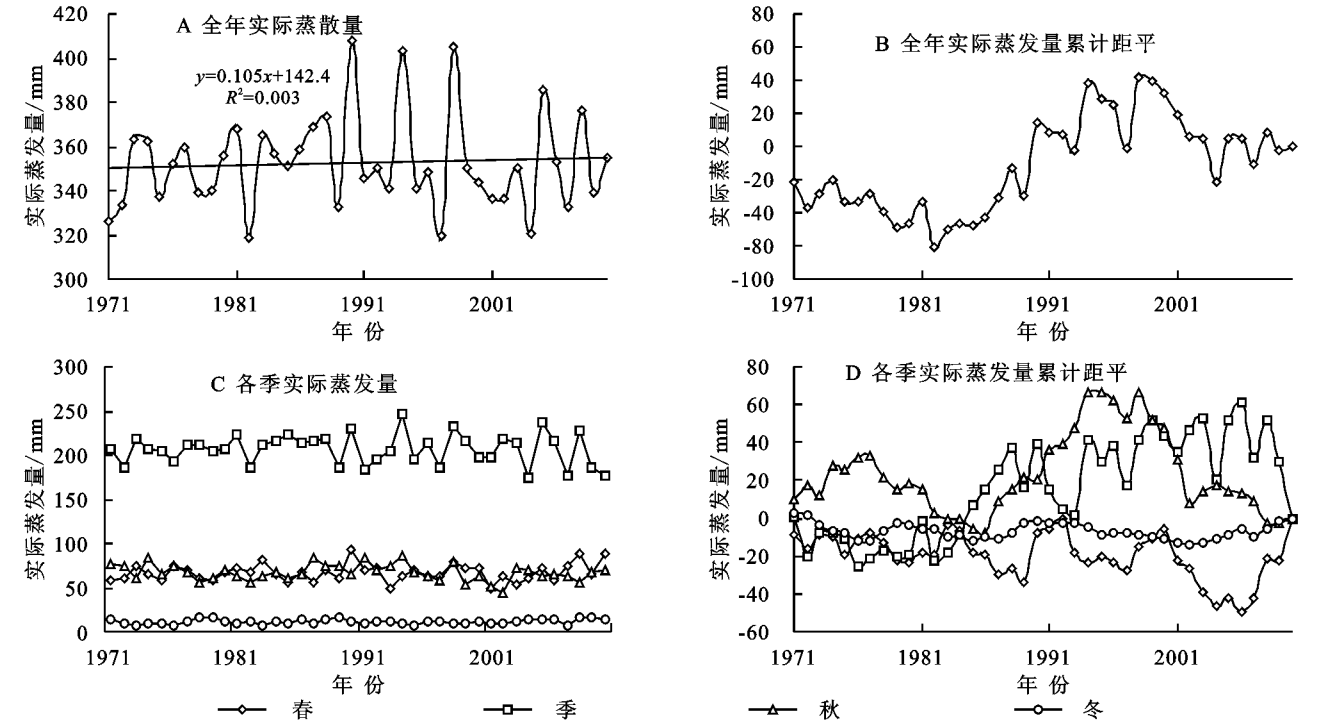 A 全年实际蒸散量
y=0.105x+142.4
R²=0.003
实际蒸发量/mm
420
400
380
360
340
320
300
1971
1981
1991
2001
年 份
B 全年实际蒸发量累计距平
实际蒸发量/mm
80
60
40
20
0
-20
-40
-60
-80
-100
1971
1981
1991
2001
年 份
C 各季实际蒸发量
实际蒸发量/mm
300
250
200
150
100
50
0
1971
1981
1991
2001
年 份
D 各季实际蒸发量累计距平
实际蒸发量/mm
80
60
40
20
0
-20
-40
-60
1971
1981
1991
2001
年 份
春
季
秋
冬